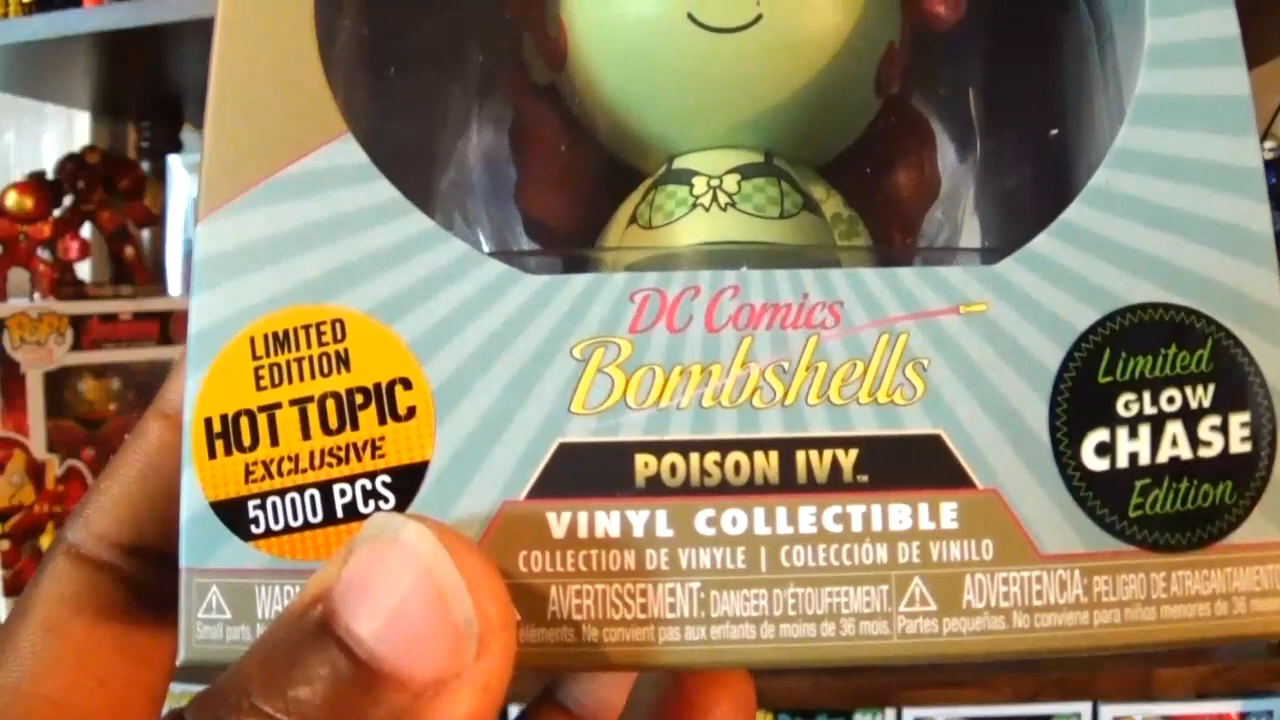 POP!
LIMITED
EDITION
HOT TOPIC
EXCLUSIVE
5000 PCS
DC Comics
Bombshells
POISON IVY™
VINYL COLLECTIBLE
COLLECTION DE VINYLE | COLECCIÓN DE VINILO
Limited
GLOW
CHASE
Edition
AVERTISSEMENT: DANGER D'ÉTOUFFEMENT.
éléments. Ne convient pas aux enfants de moins de 36 mois.
ADVERTENCIA: PELIGRO DE ATRAGANTAMIENTO
Partes pequeñas. No conviene para niños menores de 36
Small parts